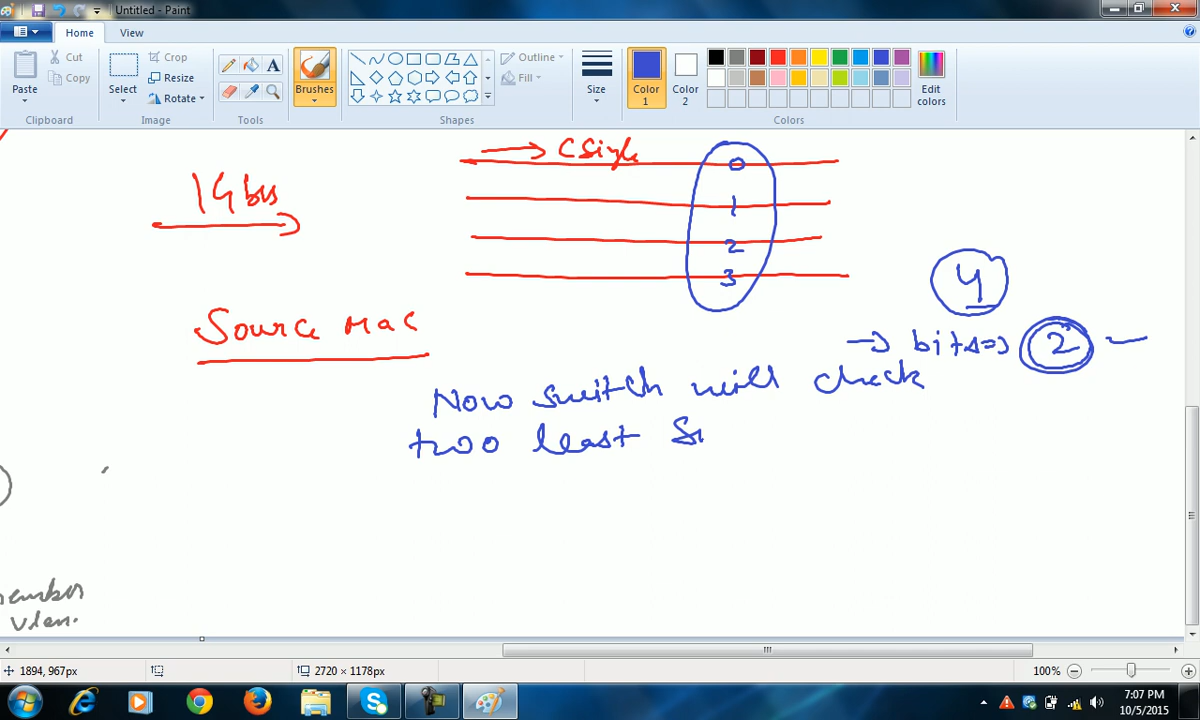 Untitled - Paint
Home
View
Paste
Cut
Copy
Clipboard
Select
Crop
Resize
Rotate
Image
A
Tools
Brushes
Shapes
Outline
Fill
Size
Color
1
Color
2
Colors
Edit
colors
0
1
2
3
4
Source Mac
→ bits => 2
Now switch will check
two least
vlan.
1894, 967px
2720 × 1178px
100%
7:07 PM
10/5/2015